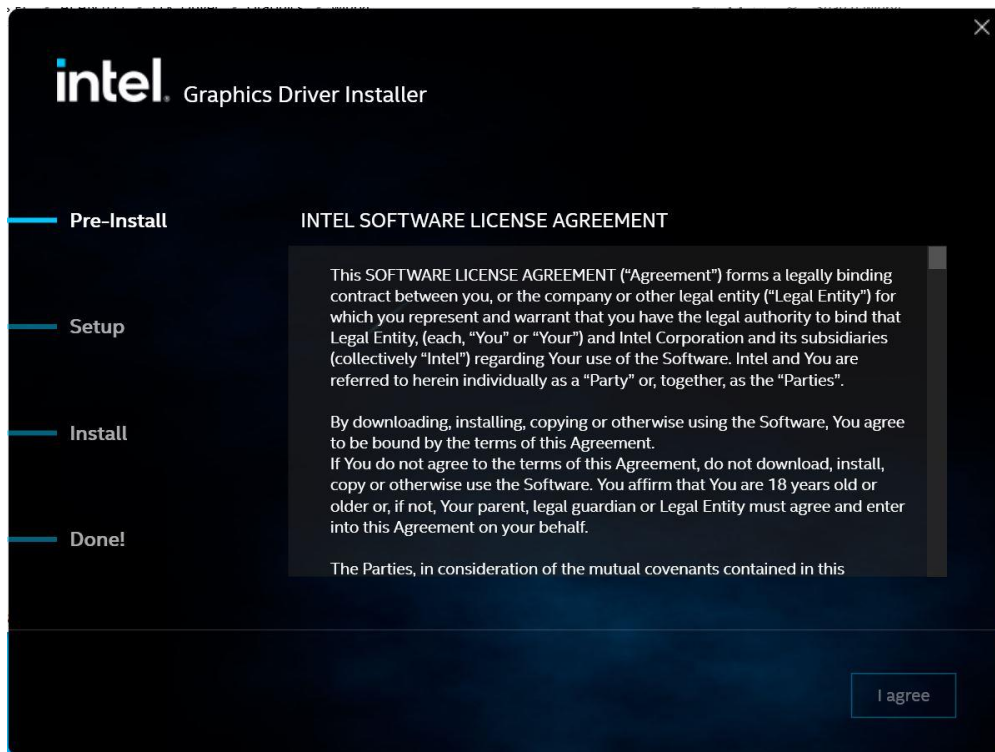 intel. Graphics Driver Installer
Pre-Install
Setup
Install
Done!
INTEL SOFTWARE LICENSE AGREEMENT
This SOFTWARE LICENSE AGREEMENT (“Agreement”) forms a legally binding
contract between you, or the company or other legal entity (“Legal Entity”) for
which you represent and warrant that you have the legal authority to bind that
Legal Entity, (each, “You” or “Your”) and Intel Corporation and its subsidiaries
(collectively “Intel”) regarding Your use of the Software. Intel and You are
referred to herein individually as a “Party” or, together, as the “Parties”.
By downloading, installing, copying or otherwise using the Software, You agree
to be bound by the terms of this Agreement.
If You do not agree to the terms of this Agreement, do not download, install,
copy or otherwise use the Software. You affirm that You are 18 years old or
older or, if not, Your parent, legal guardian or Legal Entity must agree and enter
into this Agreement on your behalf.
The Parties, in consideration of the mutual covenants contained in this
I agree